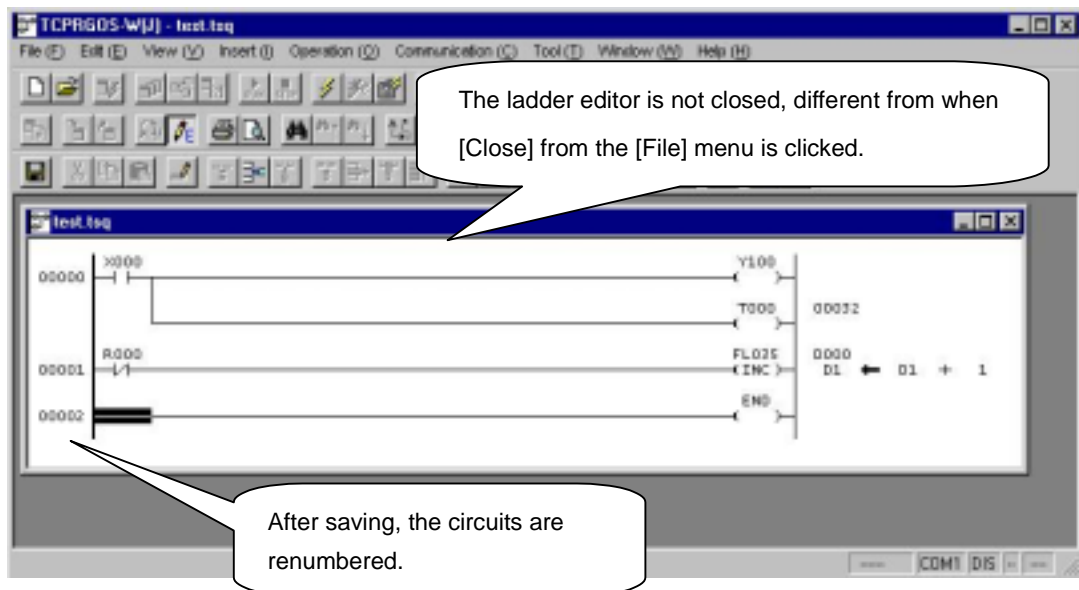 TCPRGOS-W(J) - test.tsq
File (F) Edit (E) View (V) Insert (I) Operation (O) Communication (C) Tool (T) Window (W) Help (H)
The ladder editor is not closed, different from when
[Close] from the [File] menu is clicked.
test.tsq
X000 Y100
00000
T000 00032
R000 FL035 0000
00001 INC D1 ← D1 + 1
END
00002
After saving, the circuits are
renumbered.
COM1 DIS